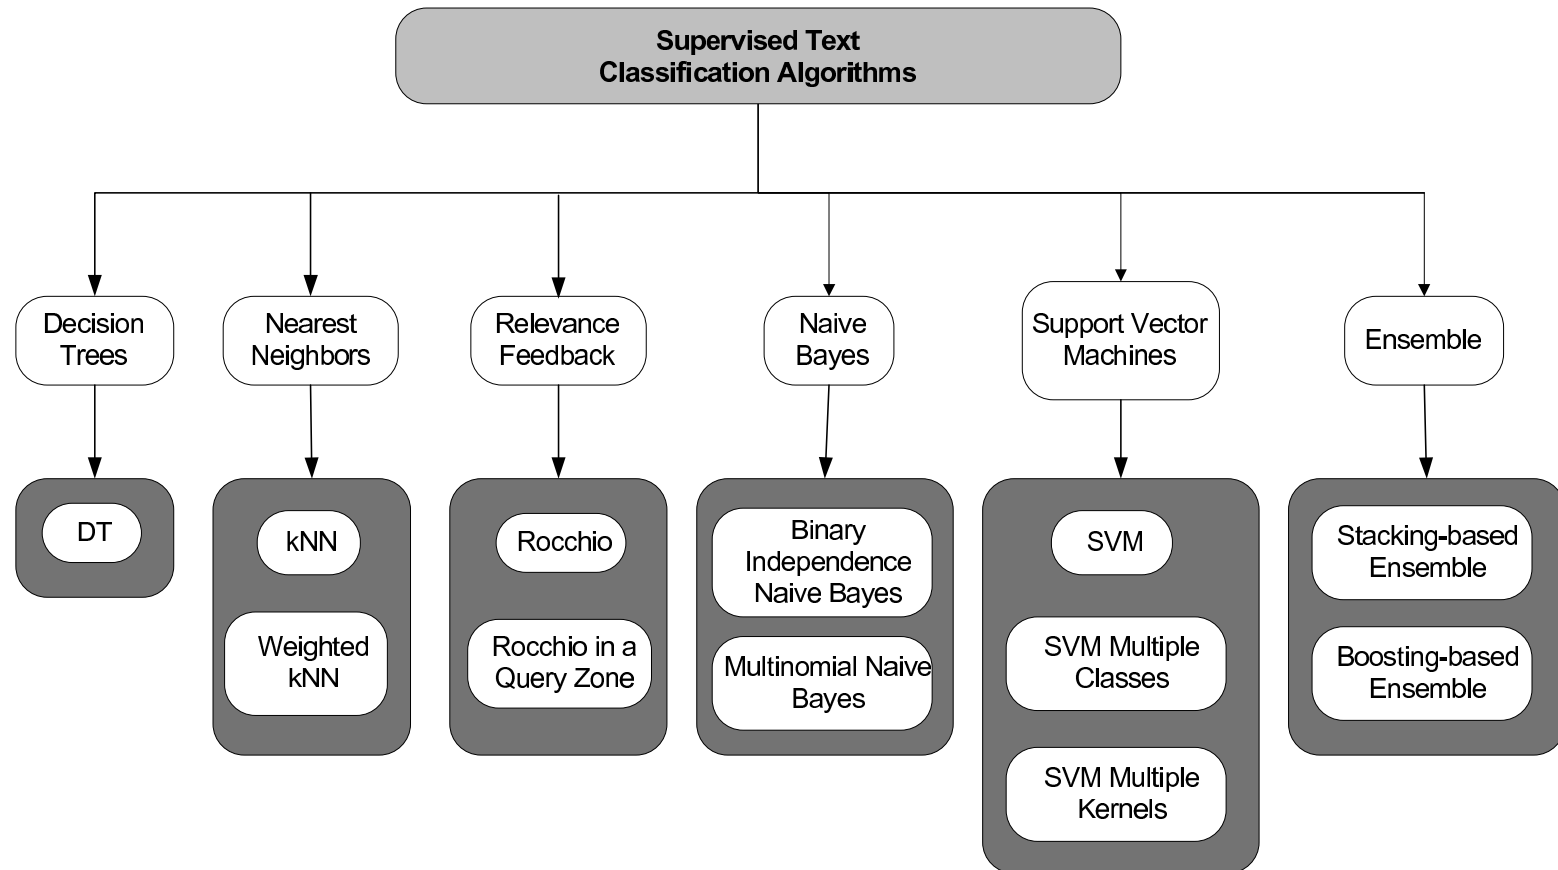 Supervised Text
Classification Algorithms
Decision
Trees
Nearest
Neighbors
Relevance
Feedback
Naive
Bayes
Support Vector
Machines
Ensemble
DT
kNN
Weighted
kNN
Rocchio
Rocchio in a
Query Zone
Binary
Independence
Naive Bayes
Multinomial Naive
Bayes
SVM
SVM Multiple
Classes
SVM Multiple
Kernels
Stacking-based
Ensemble
Boosting-based
Ensemble